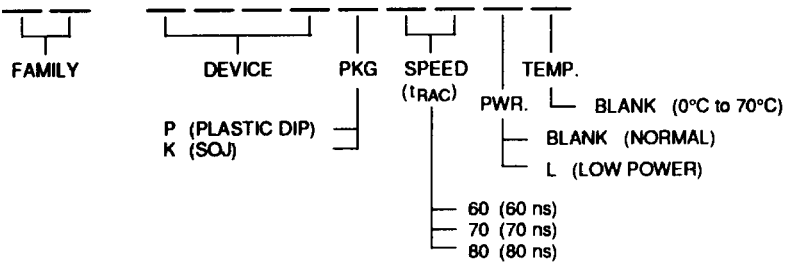 FAMILY DEVICE PKG SPEED TEMP.
(tRAC)
PWR.
BLANK (0°C to 70°C)
P (PLASTIC DIP)
K (SOJ)
BLANK (NORMAL)
L (LOW POWER)
60 (60 ns)
70 (70 ns)
80 (80 ns)